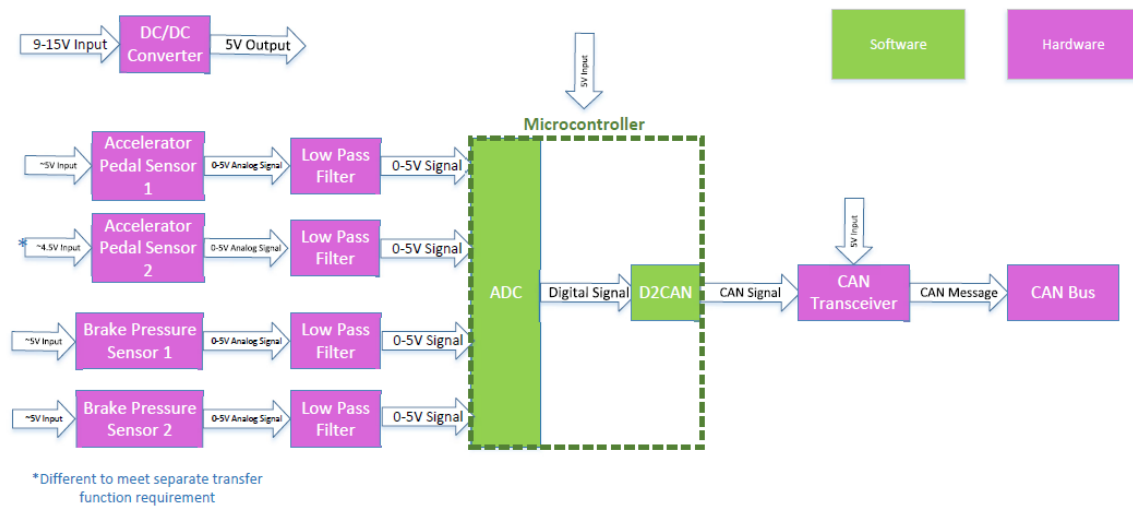 9-15V Input
DC/DC
Converter
5V Output
Software
Hardware
5V Input
Microcontroller
~5V Input
Accelerator
Pedal Sensor
1
0-5V Analog Signal
Low Pass
Filter
0-5V Signal
*
~4.5V Input
Accelerator
Pedal Sensor
2
0-5V Analog Signal
Low Pass
Filter
0-5V Signal
ADC
Digital Signal
D2CAN
CAN Signal
5V Input
CAN
Transceiver
CAN Message
CAN Bus
~5V Input
Brake Pressure
Sensor 1
0-5V Analog Signal
Low Pass
Filter
0-5V Signal
~5V Input
Brake Pressure
Sensor 2
0-5V Analog Signal
Low Pass
Filter
0-5V Signal
*Different to meet separate transfer
function requirement